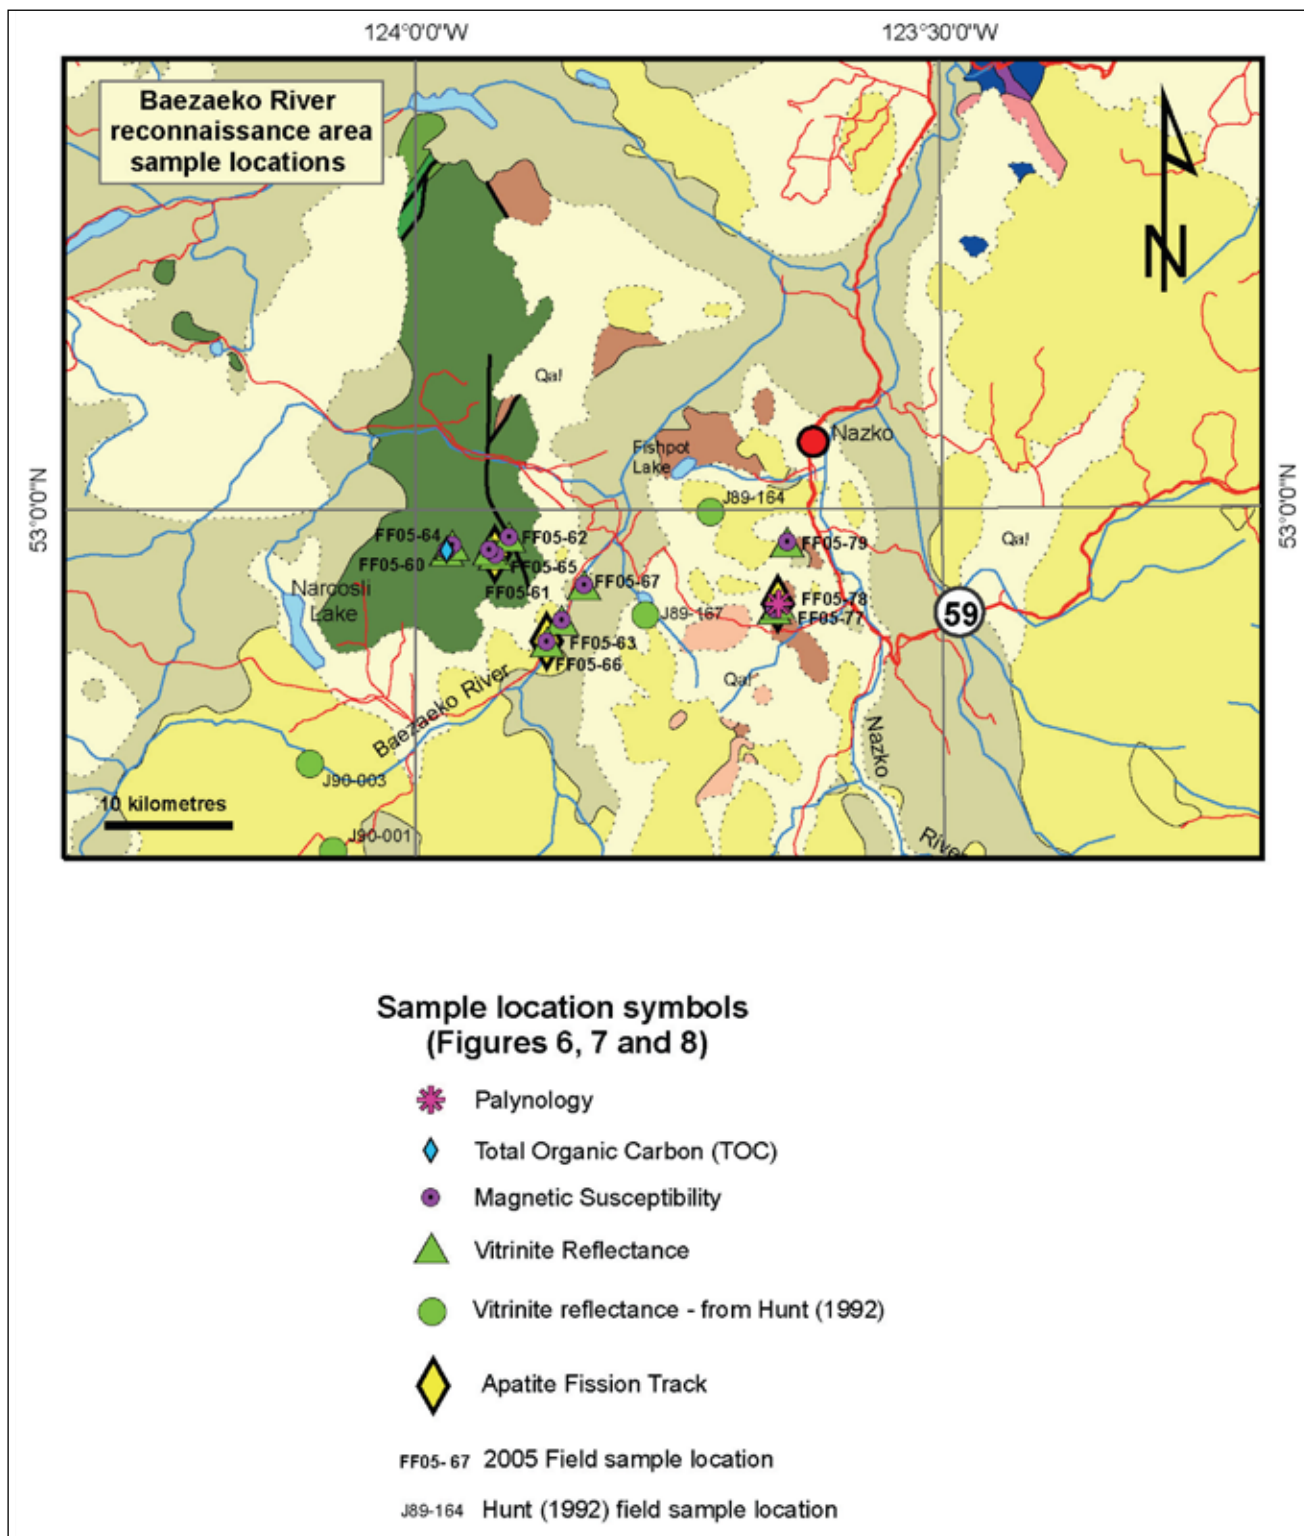 124°0'0"W
123°30'0"W
Baezaeko River
reconnaissance area
sample locations
N
Qal
Nazko
Fishpot
Lake
J89-164
53°0'0"N
53°0'0"N
FF05-64
FF05-62
FF05-79
Qal
FF05-60
FF05-65
FF05-67
FF05-61
Narcosli
Lake
J89-167
FF05-78
FF05-77
59
FF05-63
FF05-66
Qal
Baezaeko River
Nazko
J90-003
10 kilometres
J90-001
River
Sample location symbols
(Figures 6, 7 and 8)
Palynology
Total Organic Carbon (TOC)
Magnetic Susceptibility
Vitrinite Reflectance
Vitrinite reflectance - from Hunt (1992)
Apatite Fission Track
FF05- 67 2005 Field sample location
J89-164 Hunt (1992) field sample location